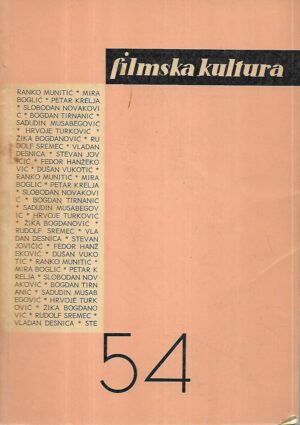 filmska kultura
RANKO MUNITIĆ * MIRA
BOGLIĆ * PETAR KRELJA
* SLOBODAN NOVAKOVI
Ć * BOGDAN TIRNANIĆ
* SADUDIN MUSABEGOVIĆ
* HRVOJE TURKOVIĆ *
ŽIKA BOGDANOVIĆ * RU
DOLF SREMEC * VLADAN
DESNICA * STEVAN JOV
IČIĆ * FEDOR HANŽEKO
VIĆ * DUŠAN VUKOTIĆ *
RANKO MUNITIĆ * MIRA
BOGLIĆ * PETAR KRELJA
* SLOBODAN NOVAKOVI
Ć * BOGDAN TIRNANIĆ
* SADUDIN MUSABEGOV
IĆ * HRVOJE TURKOVIĆ
* ŽIKA BOGDANOVIĆ *
RUDOLF SREMEC * VLA
DAN DESNICA * STEVAN
JOVIČIĆ * FEDOR HANŽ
EKOVIĆ * DUŠAN VUKO
TIĆ * RANKO MUNITIĆ *
MIRA BOGLIĆ * PETAR K
RELJA * SLOBODAN NOV
AKOVIĆ * BOGDAN TIRN
ANIĆ * SADUDIN MUSAB
EGOVIĆ * HRVOJE TURK
OVIĆ * ŽIKA BOGDANO
VIĆ * RUDOLF SREMEC *
VLADAN DESNICA * STE
54